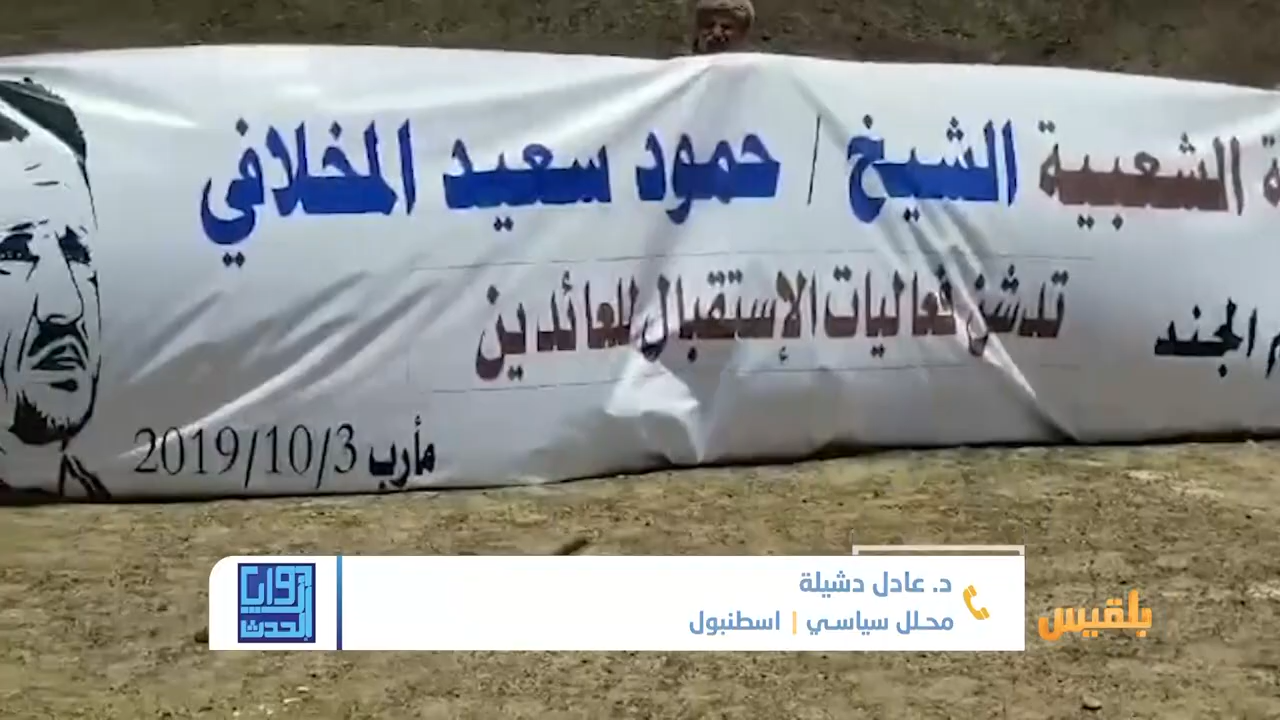 الشعبية الشيخ / حمود سعيد المخلافي
تدشن فعاليات الإستقبال للعائدين
الجند
مأرب 2019/10/3
د. عادل دشيلة
محلل سياسي | اسطنبول
بلقيس
زوايا الحدث